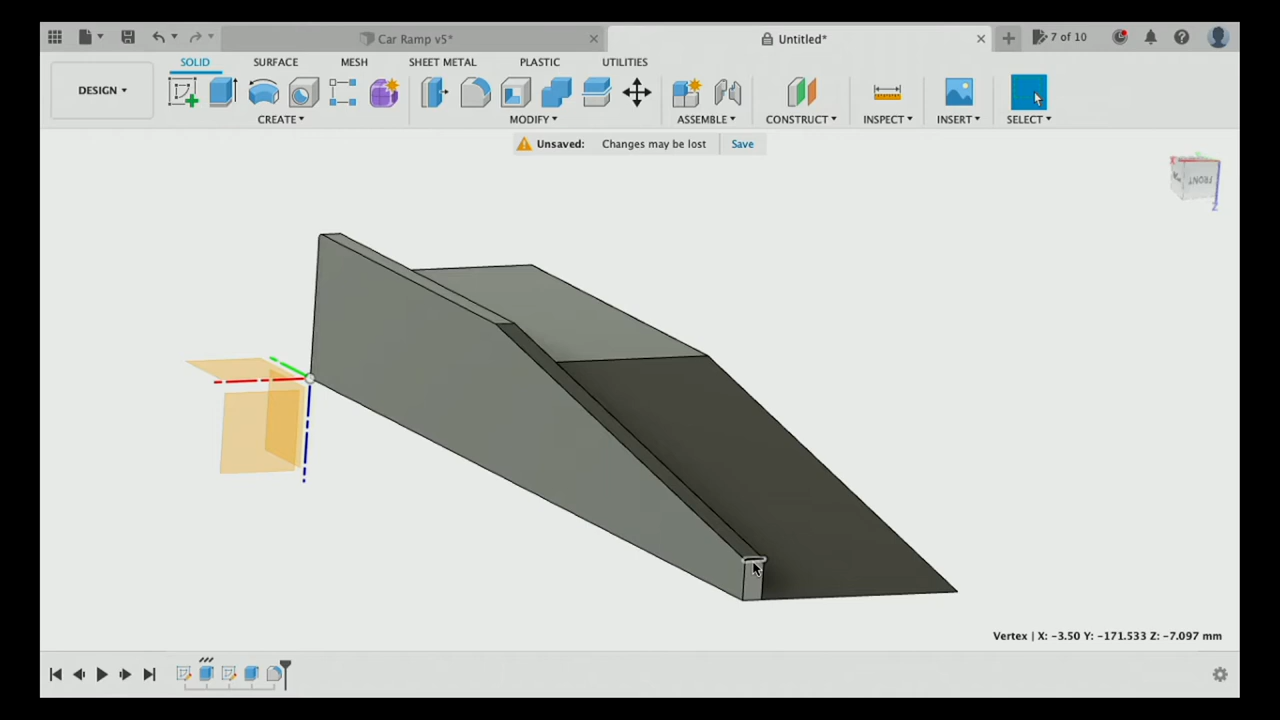 Car Ramp v5*
Untitled*
7 of 10
SOLID
SURFACE
MESH
SHEET METAL
PLASTIC
UTILITIES
DESIGN
CREATE
MODIFY
ASSEMBLE
CONSTRUCT
INSPECT
INSERT
SELECT
Unsaved: Changes may be lost Save
X
FRONT
Z
Vertex | X: -3.50 Y: -171.533 Z: -7.097 mm